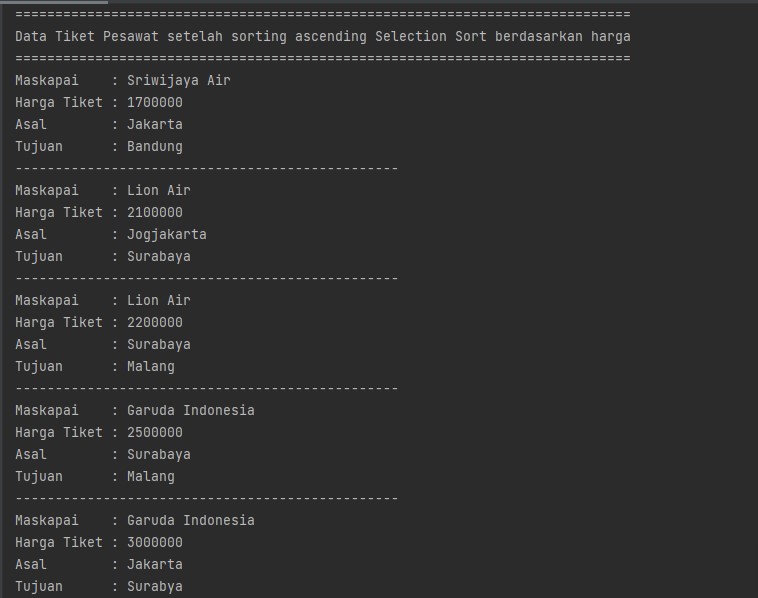 =============================================================================
Data Tiket Pesawat setelah sorting ascending Selection Sort berdasarkan harga
=============================================================================
Maskapai    : Sriwijaya Air
Harga Tiket : 1700000
Asal        : Jakarta
Tujuan      : Bandung
------------------------------------------------
Maskapai    : Lion Air
Harga Tiket : 2100000
Asal        : Jogjakarta
Tujuan      : Surabaya
------------------------------------------------
Maskapai    : Lion Air
Harga Tiket : 2200000
Asal        : Surabaya
Tujuan      : Malang
------------------------------------------------
Maskapai    : Garuda Indonesia
Harga Tiket : 2500000
Asal        : Surabaya
Tujuan      : Malang
------------------------------------------------
Maskapai    : Garuda Indonesia
Harga Tiket : 3000000
Asal        : Jakarta
Tujuan      : Surabya